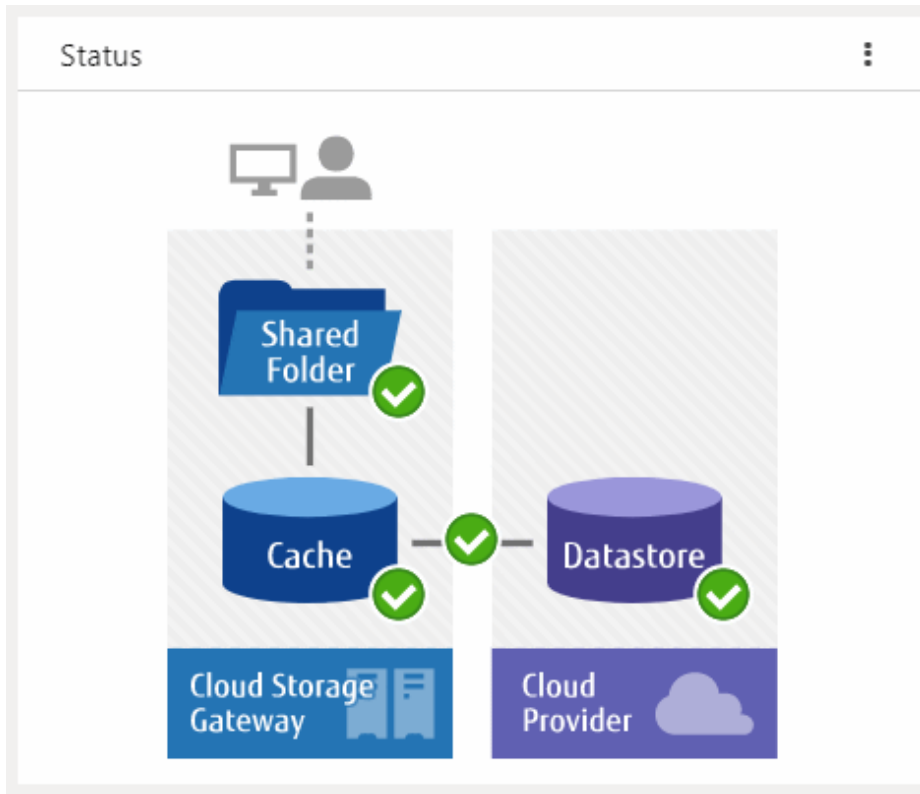 Status
Shared
Folder
Cache
Datastore
Cloud Storage
Gateway
Cloud
Provider